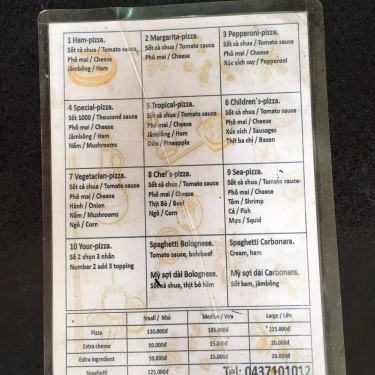 1 Ham-pizza.
Sốt cà chua / Tomato sauce
Phô mai / Cheese
Jămbông / Ham
2 Margarita-pizza.
Sốt cà chua / Tomato sauce
Phô mai / Cheese
3 Pepperoni-pizza.
Sốt cà chua / Tomato sauce
Phô mai / Cheese
Xúc xích cay / Pepperoni
4 Special-pizza.
Sốt 1000 / Thousand sauce
Phô mai / Cheese
Jămbông / Ham
Nấm / Mushrooms
5 Tropical-pizza.
Sốt cà chua / Tomato sauce
Phô mai / Cheese
Jămbông / Ham
Dứa / Pineapple
6 Children´s-pizza.
Sốt cà chua / Tomato sauce
Phô mai / Cheese
Xúc xích / Sausages
Thịt ba chỉ / Bacon
7 Vegetarian-pizza.
Sốt cà chua / Tomato sauce
Phô mai / Cheese
Hành / Onion
Nấm / Mushrooms
Ngô / Corn
8 Chef´s-pizza.
Sốt cà chua / Tomato sauce
Phô mai / Cheese
Thịt Bò / Beef
Ngô / Corn
9 Sea-pizza.
Sốt cà chua / Tomato sauce
Phô mai / Cheese
Tôm / Shrimp
Cá / Fish
Mực / Squid
10 Your-pizza.
Số 2 chọn 3 nhân
Number 2 add 3 topping
Spaghetti Bolognese.
Tomato sauce,
Mỳ sợi dài Bolognese.
Sốt cà chua, thịt bò hầm
Spaghetti Carbonara.
Cream, ham
Mỳ sợi dài Carbonara.
Sốt kem, jămbông
Small / Nhỏ Medium / Vừa Large / Lớn
Pizza 130.000đ 195.000đ 225.000đ
Extra cheese 10.000đ 15.000đ 20.000đ
Extra ingredient 10.000đ 15.000đ 20.000đ
Spaghetti 125.000đ
Tel: 0437101012